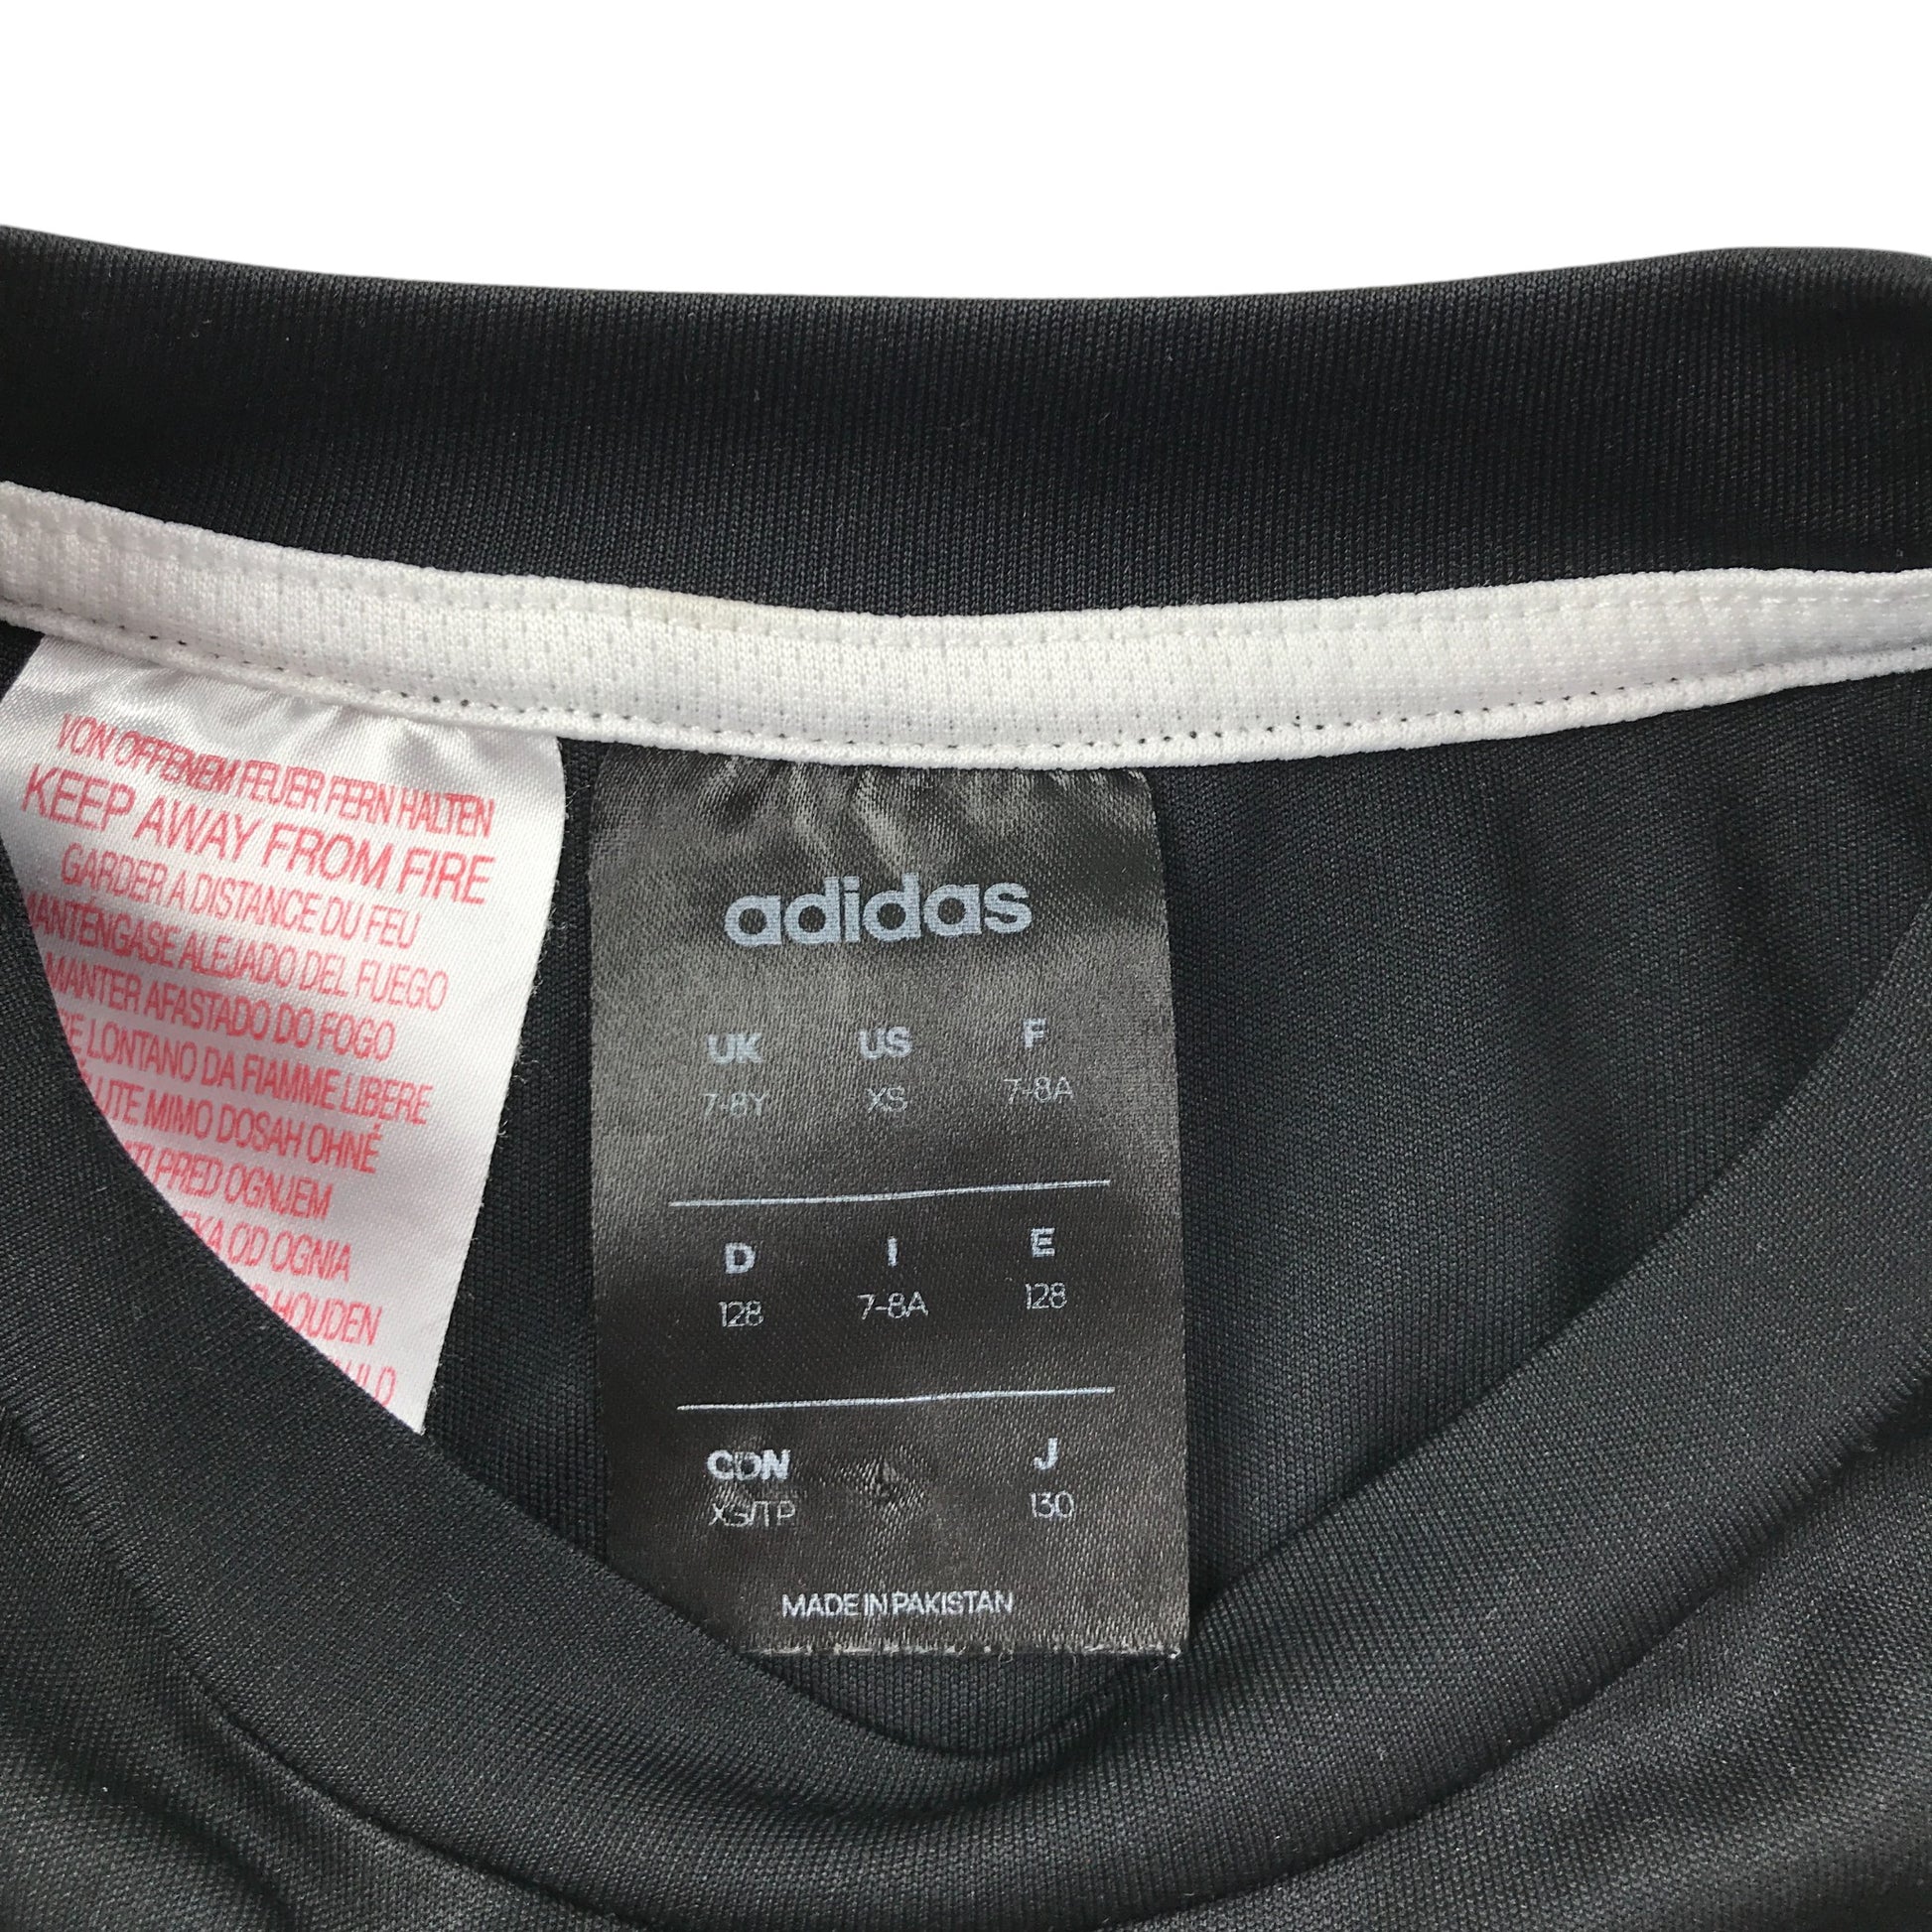 VON OFFENEM FEUER FERN HALTEN
KEEP AWAY FROM FIRE
GARDER A DISTANCE DU FEU
MANTÉNGASE ALEJADO DEL FUEGO
MANTER AFASTADO DO FOGO
LONTANO DA FIAMME LIBERE
MIMO DOSAH OHNĚ
PRED OGNJEM
OD OGNIA
HOUDEN
adidas
UK US F
7-8Y XS 7-8A
D I E
128 7-8A 128
CDN J
XS/TP 130
MADE IN PAKISTAN